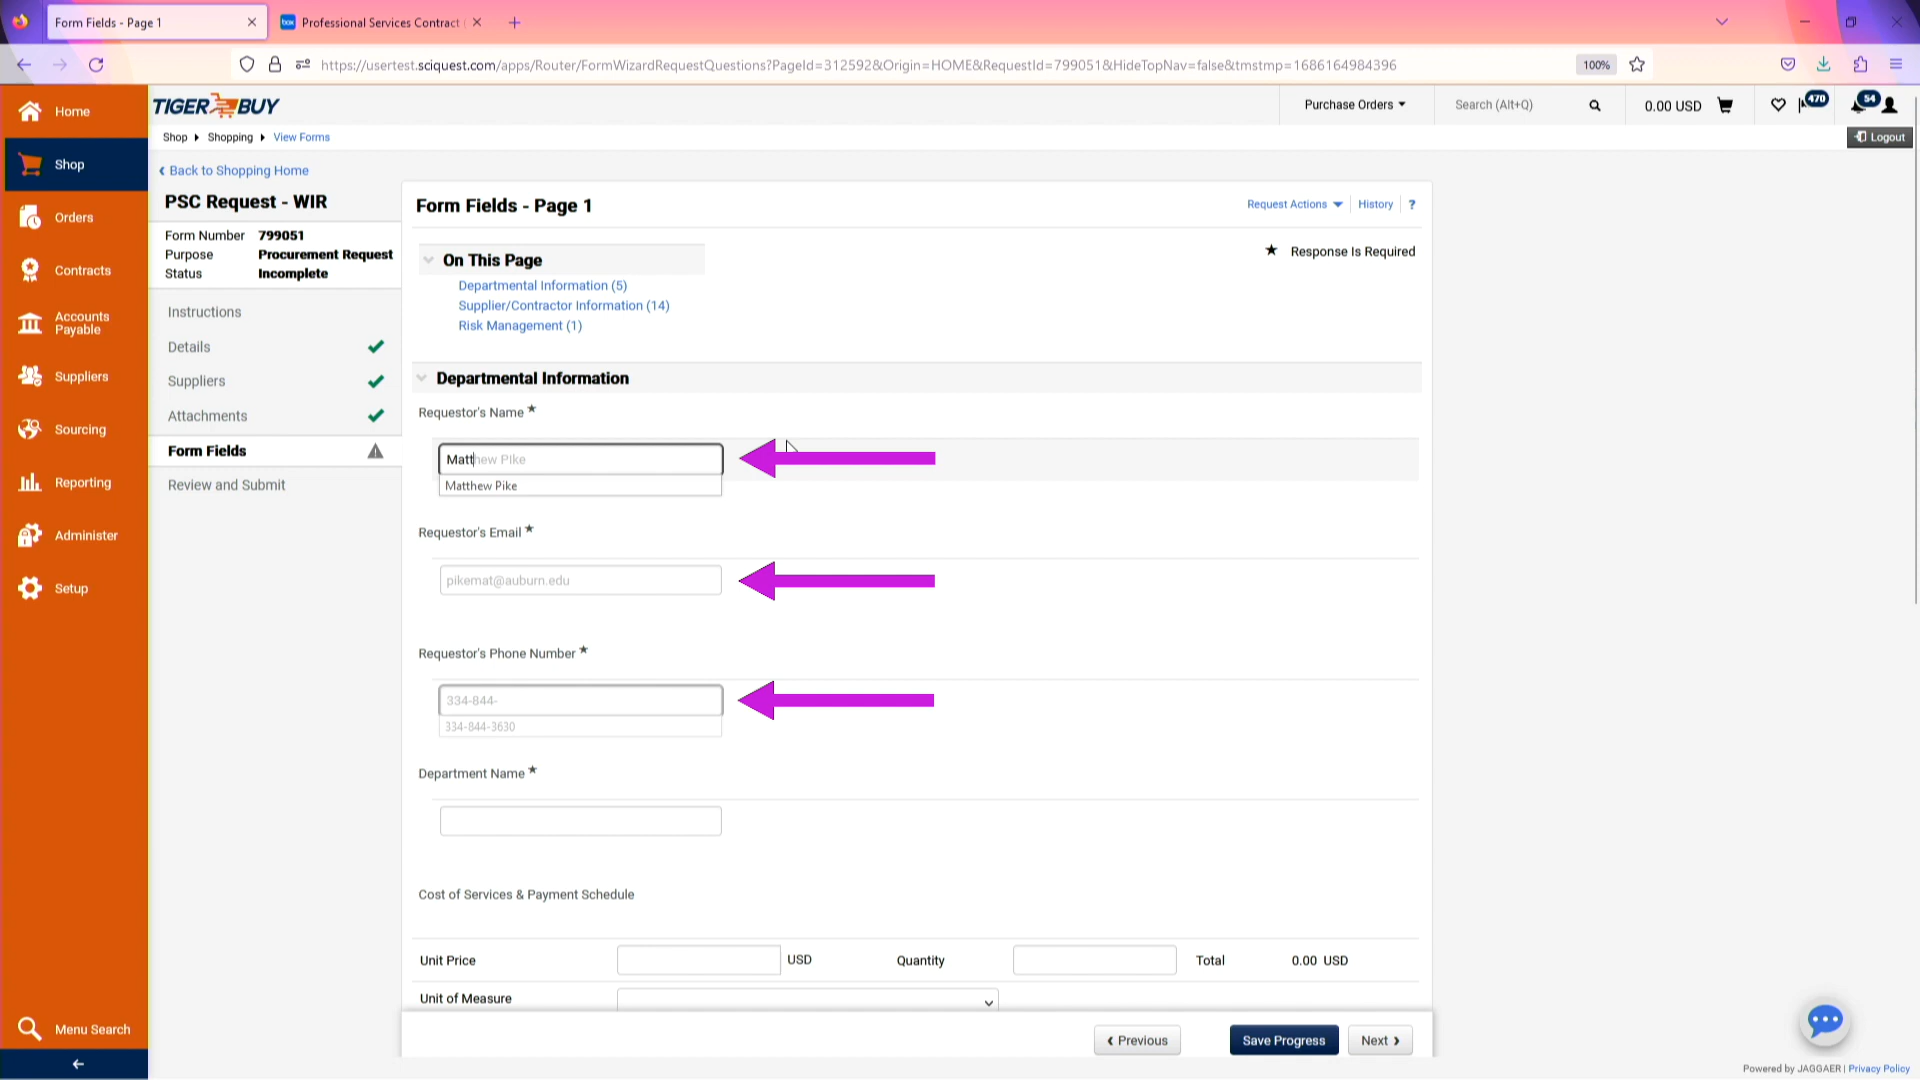 Form Fields - Page 1
Professional Services Contract
https://usertest.sciquest.com/apps/Router/FormWizardRequestQuestions?PageId=312592&Origin=HOME&RequestId=799051&HideTopNav=false&tmstmp=1686164984396
100%
Home
Shop
Orders
Contracts
Accounts
Payable
Suppliers
Sourcing
Reporting
Administer
Setup
Menu Search
TIGER BUY
Purchase Orders
Search (Alt+Q)
0.00 USD
470
54
Shop
Shopping
View Forms
Logout
Back to Shopping Home
PSC Request - WIR
Form Number 799051
Purpose Procurement Request
Status Incomplete
Instructions
Details
Suppliers
Attachments
Form Fields
Review and Submit
Form Fields - Page 1
Request Actions
History
?
★ Response Is Required
On This Page
Departmental Information (5)
Supplier/Contractor Information (14)
Risk Management (1)
Departmental Information
Requestor's Name ★
Matthew Pike
Matthew Pike
Requestor's Email ★
pikemat@auburn.edu
Requestor's Phone Number ★
334-844-
334-844-3630
Department Name ★
Cost of Services & Payment Schedule
Unit Price USD Quantity Total 0.00 USD
Unit of Measure
Previous
Save Progress
Next
Powered by JAGGAER | Privacy Policy